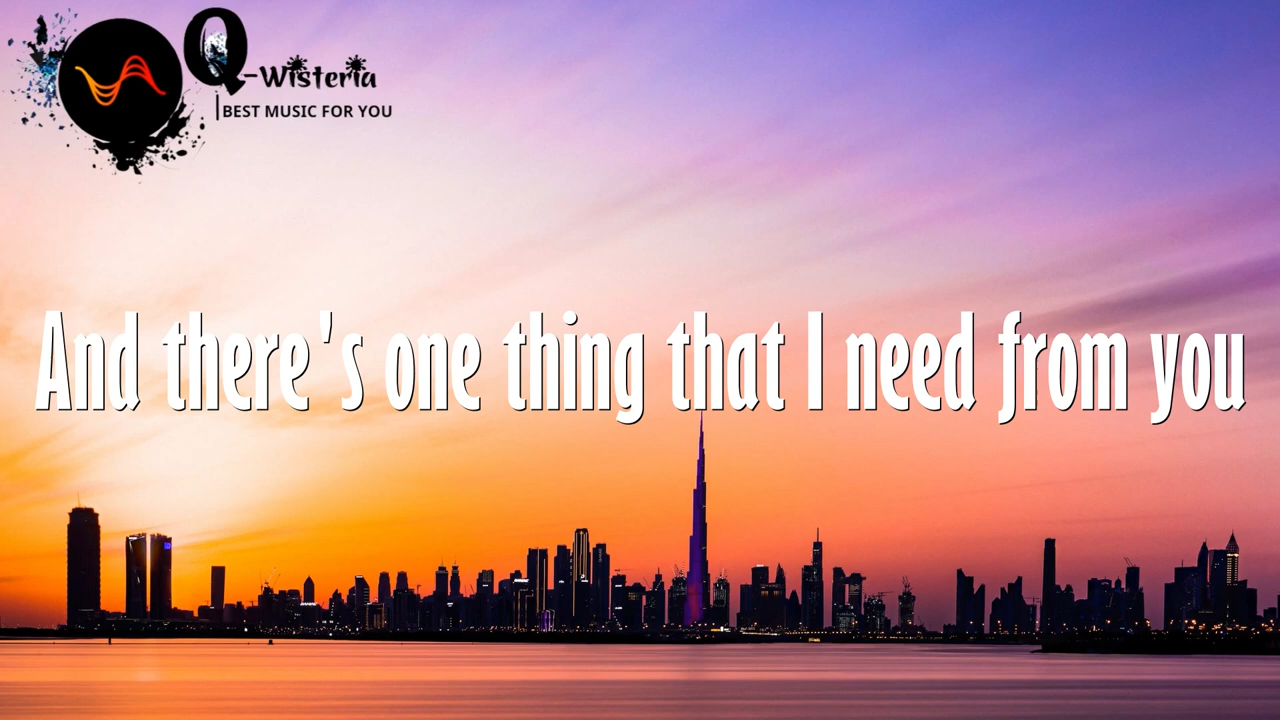 Q-Wisteria
BEST MUSIC FOR YOU
And there's one thing that I need from you